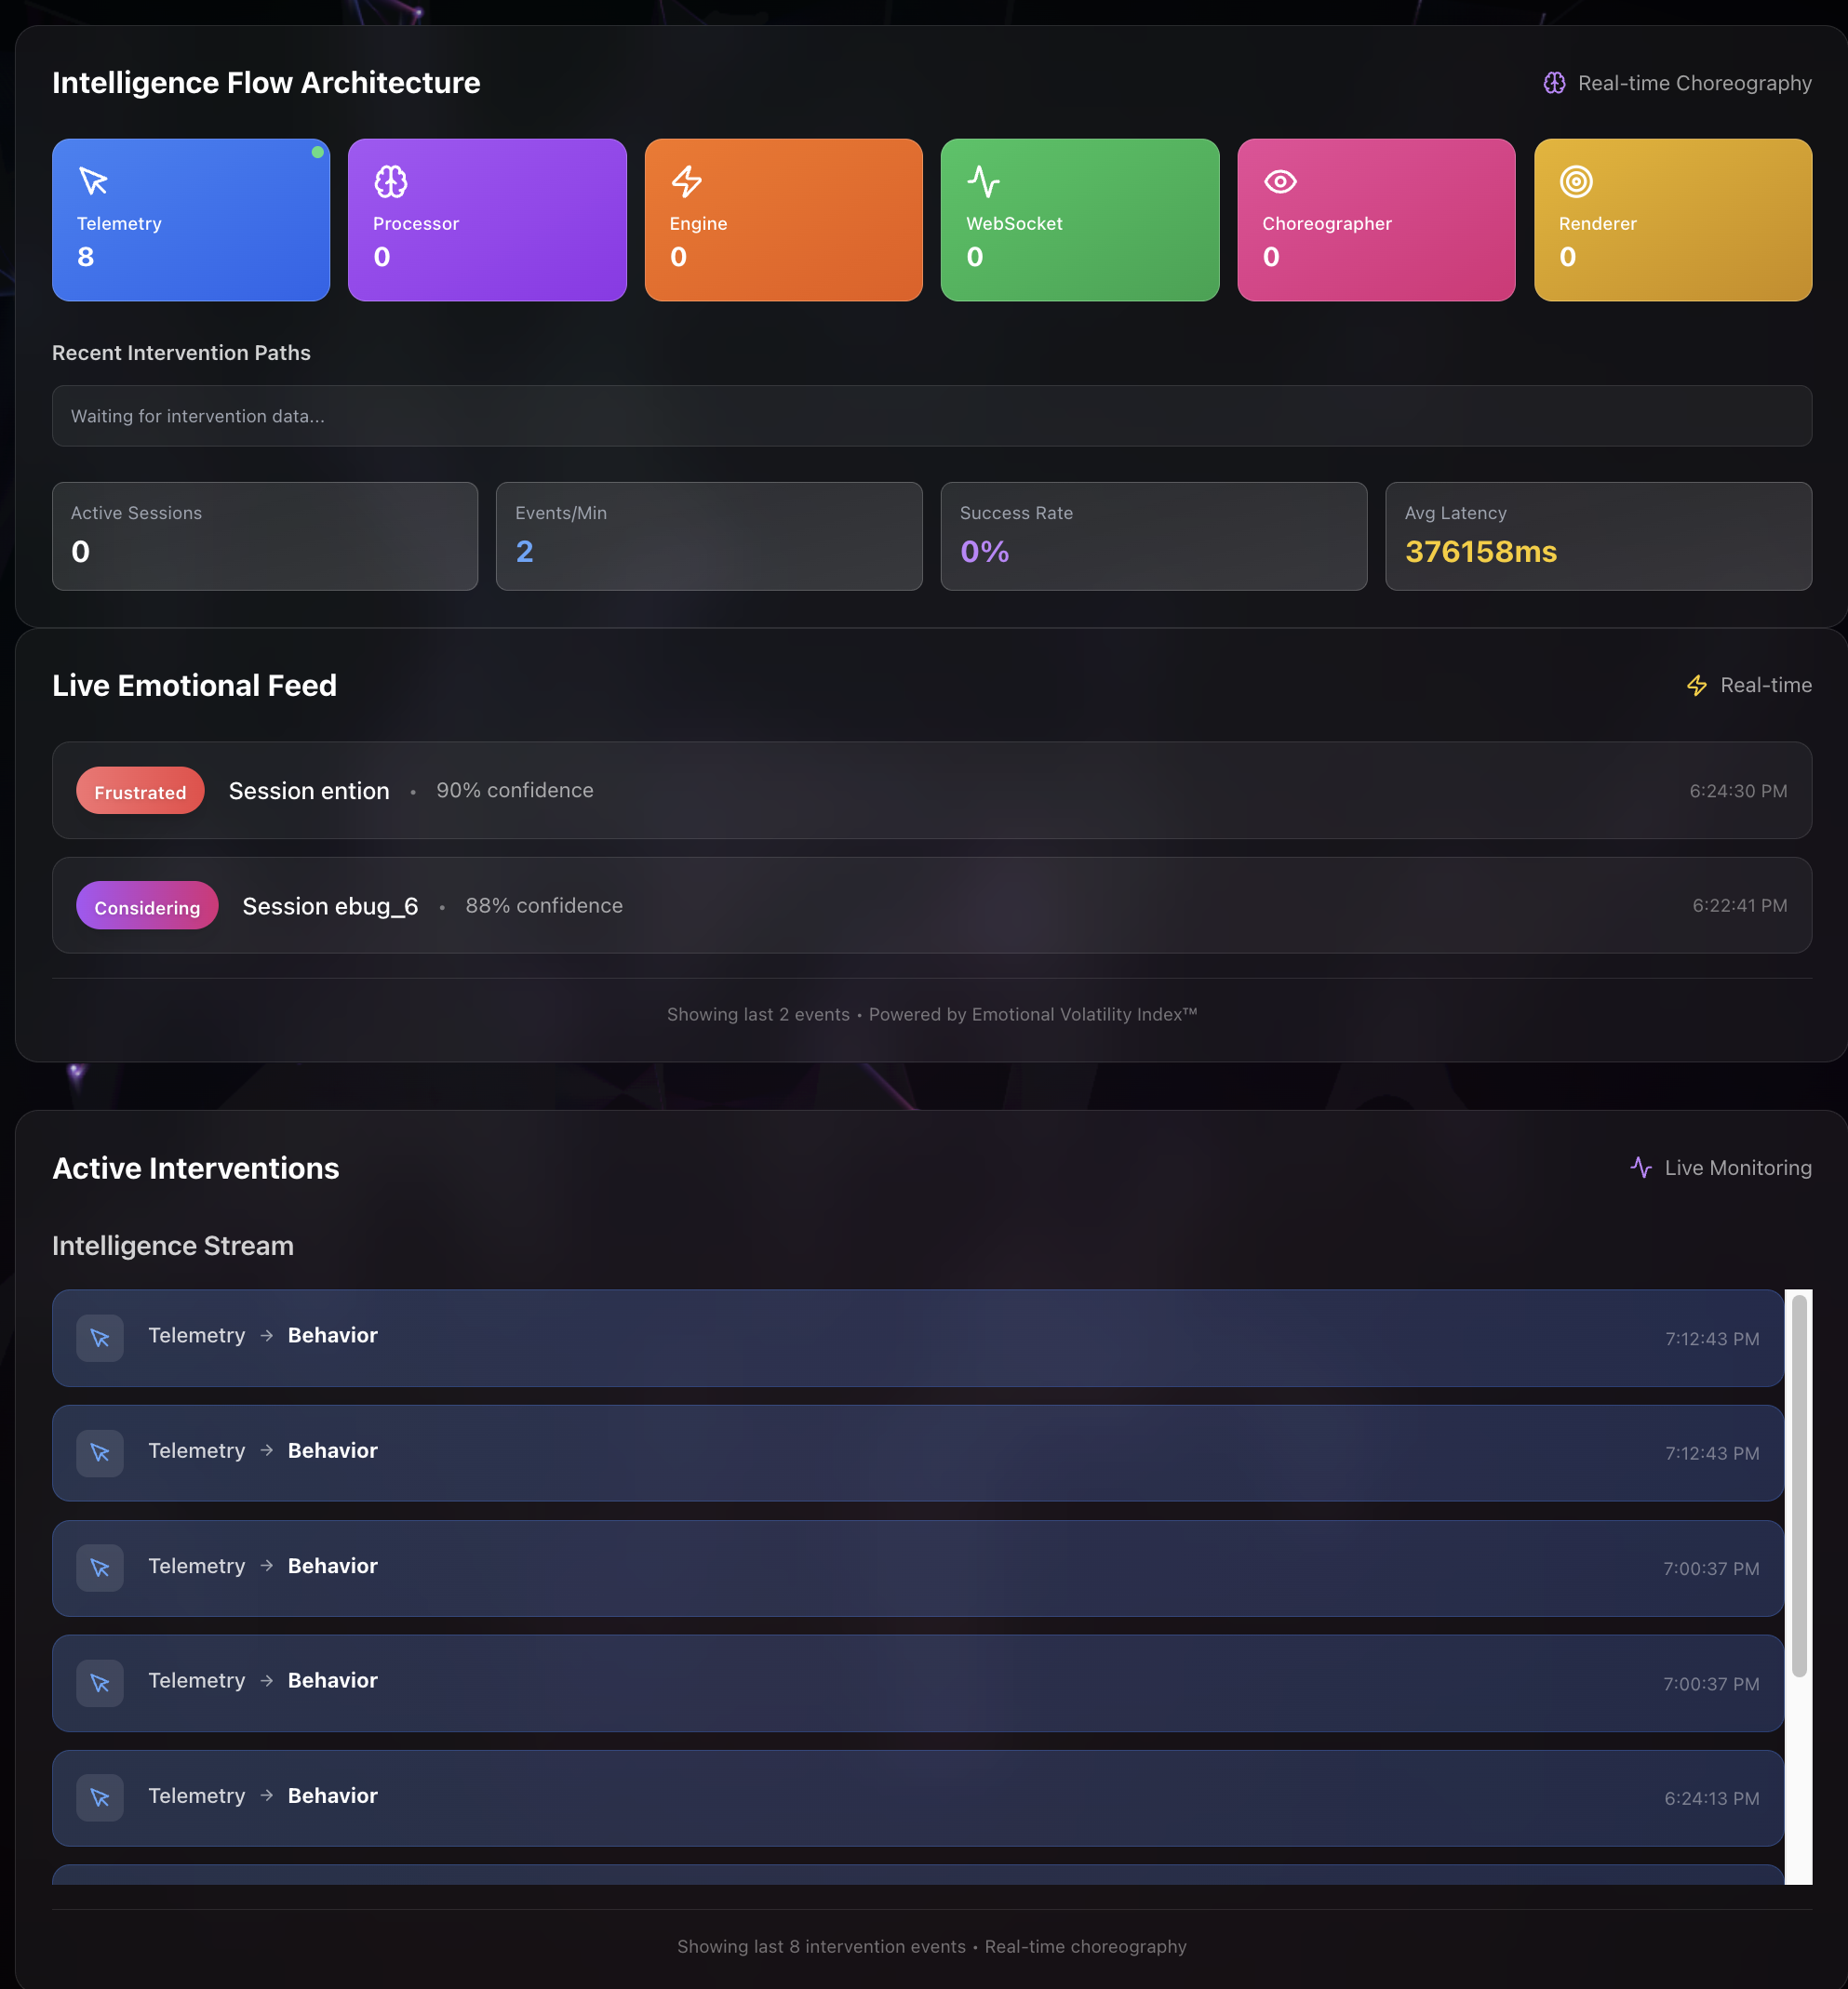 Intelligence Flow Architecture
Real-time Choreography
Telemetry
8
Processor
0
Engine
0
WebSocket
0
Choreographer
0
Renderer
0
Recent Intervention Paths
Waiting for intervention data...
Active Sessions
0
Events/Min
2
Success Rate
0%
Avg Latency
376158ms
Live Emotional Feed
Real-time
Frustrated Session ention • 90% confidence 6:24:30 PM
Considering Session ebug_6 • 88% confidence 6:22:41 PM
Showing last 2 events • Powered by Emotional Volatility Index™
Active Interventions
Live Monitoring
Intelligence Stream
Telemetry → Behavior 7:12:43 PM
Telemetry → Behavior 7:12:43 PM
Telemetry → Behavior 7:00:37 PM
Telemetry → Behavior 7:00:37 PM
Telemetry → Behavior 6:24:13 PM
Showing last 8 intervention events • Real-time choreography